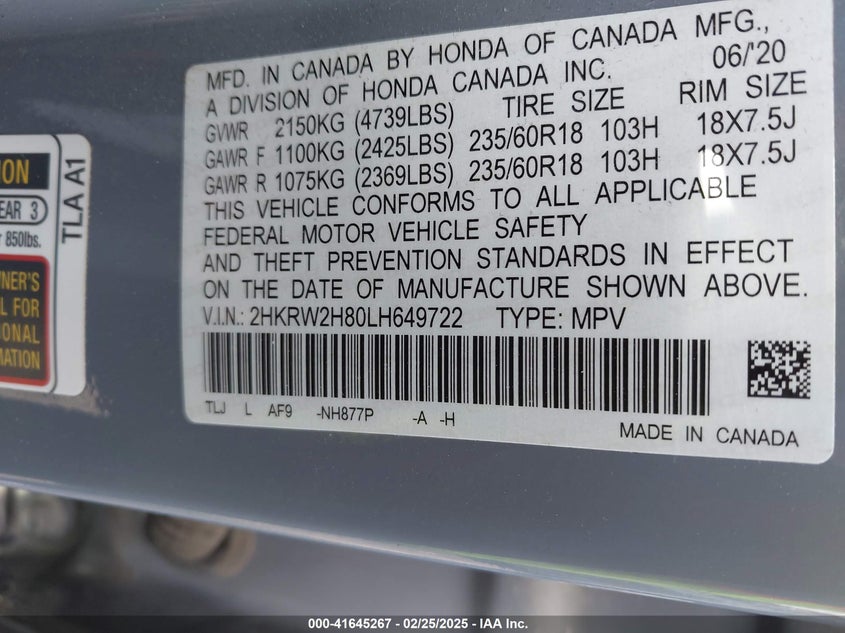 MFD. IN CANADA BY HONDA OF CANADA MFG.,
A DIVISION OF HONDA CANADA INC. 06/'20
GVWR 2150KG (4739LBS) TIRE SIZE RIM SIZE
GAWR F 1100KG (2425LBS) 235/60R18 103H 18X7.5J
GAWR R 1075KG (2369LBS) 235/60R18 103H 18X7.5J
THIS VEHICLE CONFORMS TO ALL APPLICABLE
FEDERAL MOTOR VEHICLE SAFETY
AND THEFT PREVENTION STANDARDS IN EFFECT
ON THE DATE OF MANUFACTURE SHOWN ABOVE.
V.I.N.: 2HKRW2H80LH649722 TYPE: MPV
TLJ L AF9 -NH877P -A -H
MADE IN CANADA
ION
EAR 3
850lbs.
WNER'S
L FOR
IONAL
MATION
TLA A1
000-41645267 - 02/25/2025 - IAA Inc.